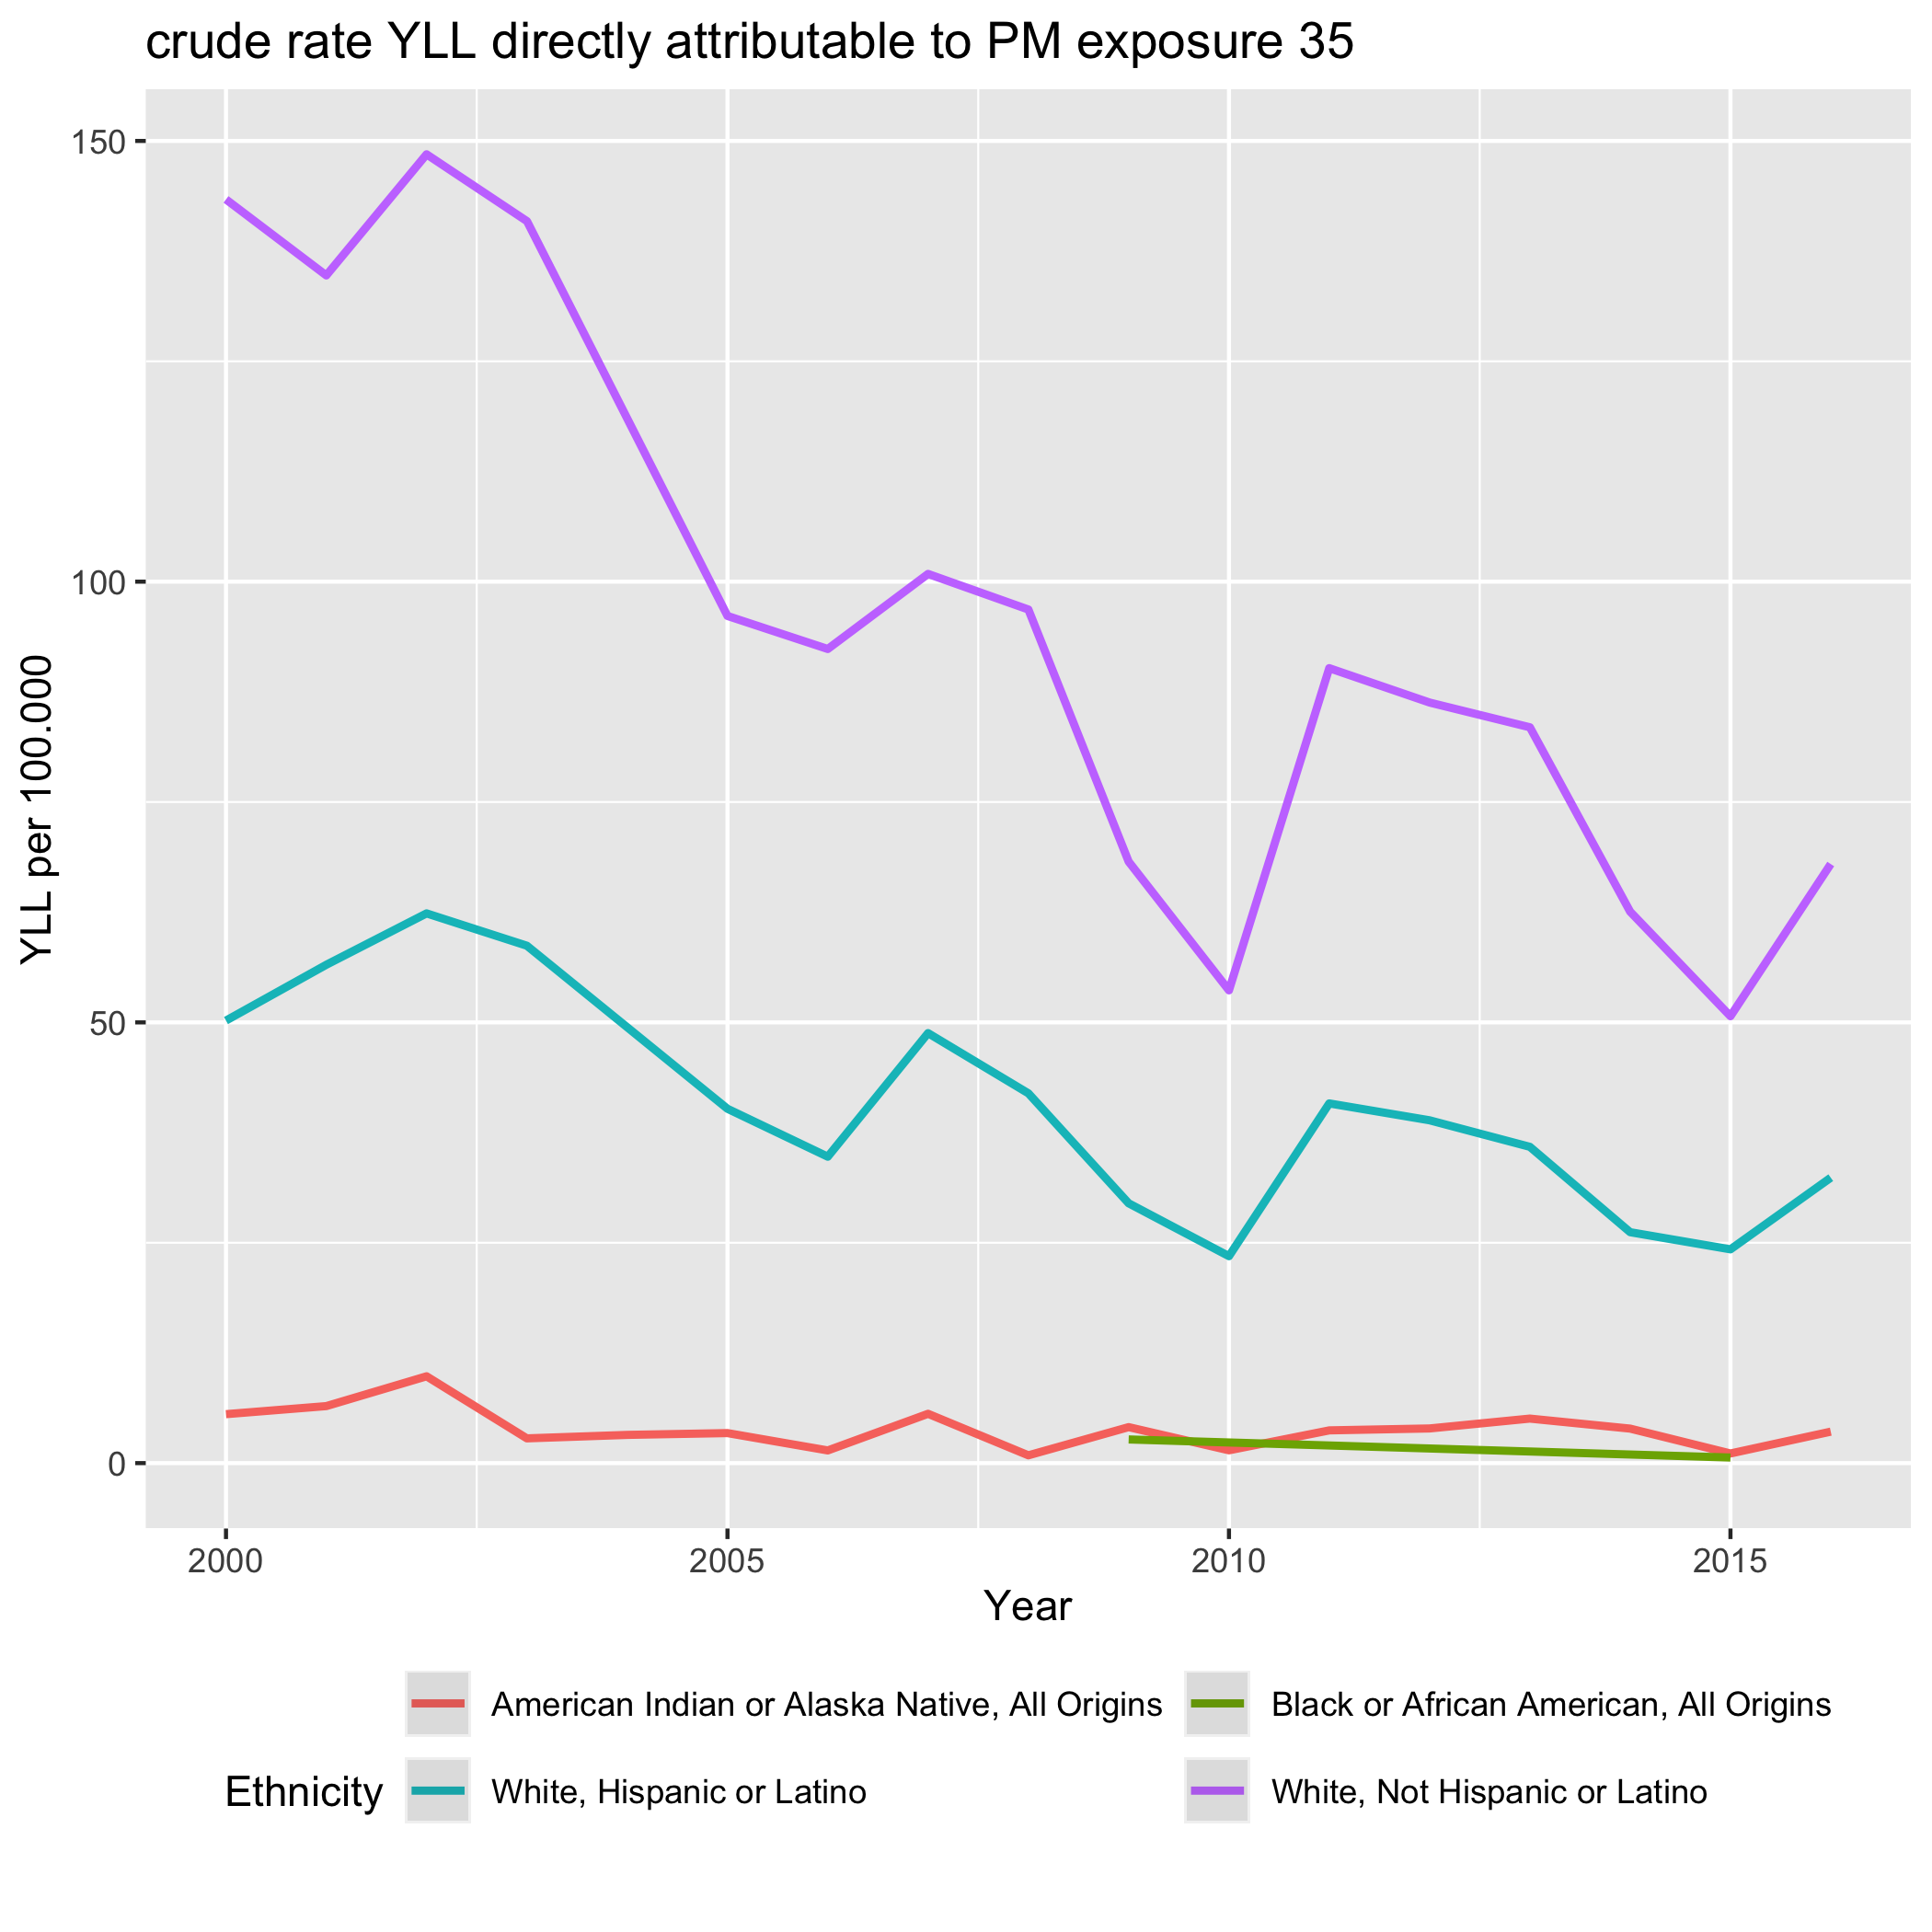 crude rate YLL directly attributable to PM exposure 35
150
100
50
0
YLL per 100.000
2000 2005 2010 2015
Year
Ethnicity
American Indian or Alaska Native, All Origins
Black or African American, All Origins
White, Hispanic or Latino
White, Not Hispanic or Latino